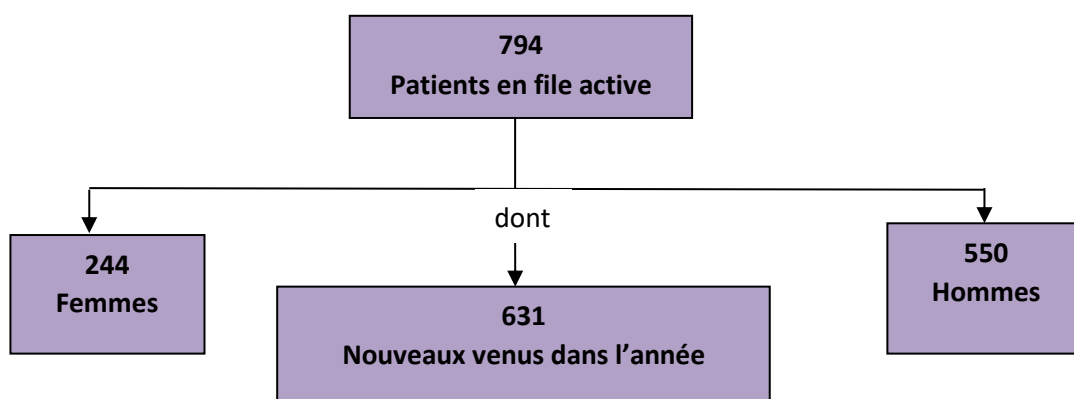 794
Patients en file active
dont
244
Femmes
631
Nouveaux venus dans l’année
550
Hommes